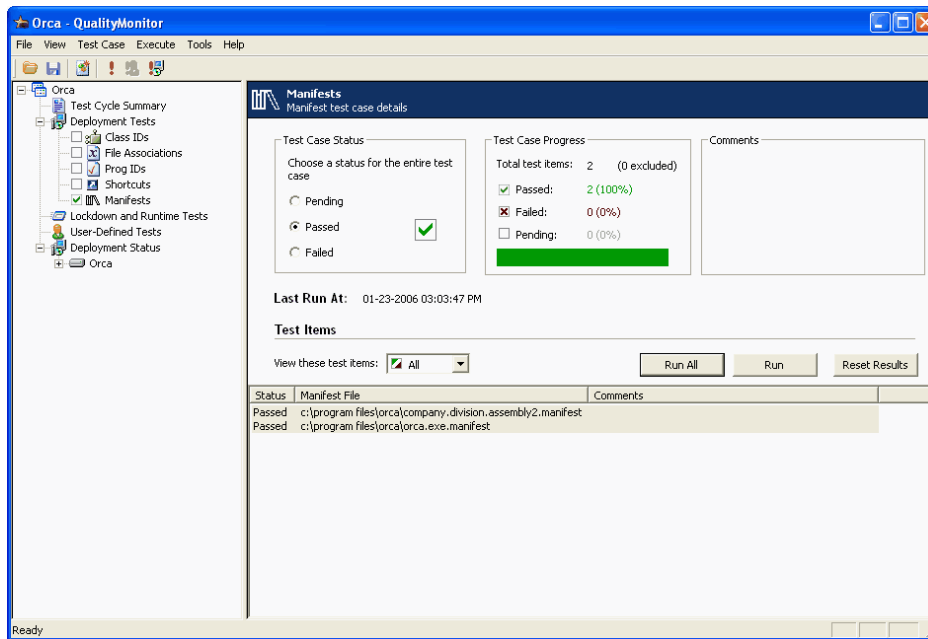 Orca - QualityMonitor
File View Test Case Execute Tools Help
Orca
Test Cycle Summary
Deployment Tests
Class IDs
File Associations
Prog IDs
Shortcuts
Manifests
Lockdown and Runtime Tests
User-Defined Tests
Deployment Status
Orca
Manifests
Manifest test case details
Test Case Status
Choose a status for the entire test
case
Pending
Passed
Failed
Test Case Progress
Total test items: 2 (0 excluded)
Passed: 2 (100%)
Failed: 0 (0%)
Pending: 0 (0%)
Comments
Last Run At: 01-23-2006 03:03:47 PM
Test Items
View these test items: All Run All Run Reset Results
Status Manifest File Comments
Passed c:\program files\orca\company.division.assembly2.manifest
Passed c:\program files\orca\orca.exe.manifest
Ready